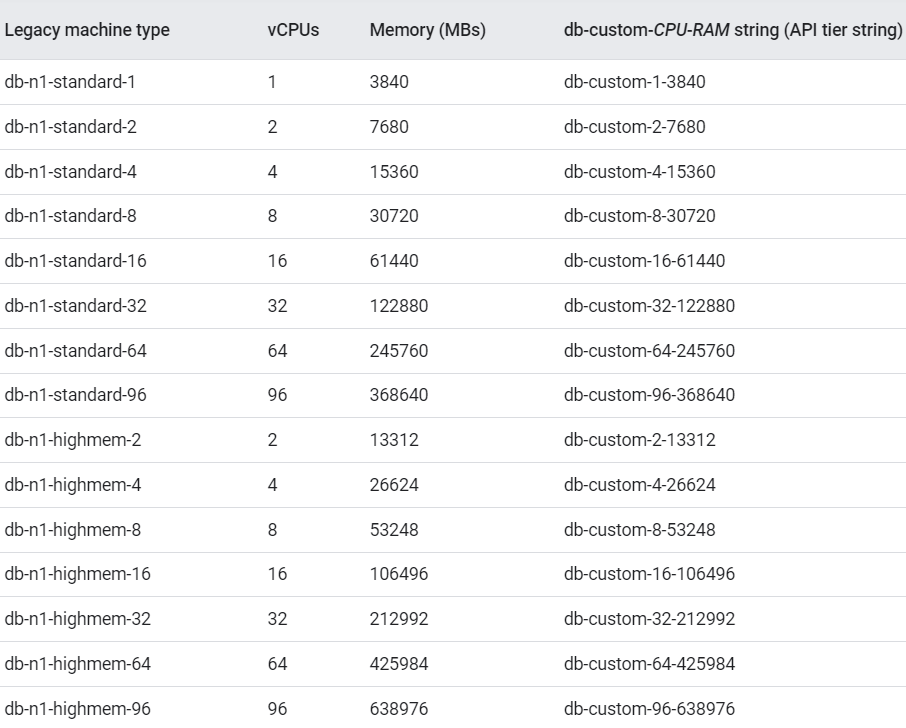 Legacy machine type vCPUs Memory (MBs) db-custom-CPU-RAM string (API tier string)
db-n1-standard-1 1 3840 db-custom-1-3840
db-n1-standard-2 2 7680 db-custom-2-7680
db-n1-standard-4 4 15360 db-custom-4-15360
db-n1-standard-8 8 30720 db-custom-8-30720
db-n1-standard-16 16 61440 db-custom-16-61440
db-n1-standard-32 32 122880 db-custom-32-122880
db-n1-standard-64 64 245760 db-custom-64-245760
db-n1-standard-96 96 368640 db-custom-96-368640
db-n1-highmem-2 2 13312 db-custom-2-13312
db-n1-highmem-4 4 26624 db-custom-4-26624
db-n1-highmem-8 8 53248 db-custom-8-53248
db-n1-highmem-16 16 106496 db-custom-16-106496
db-n1-highmem-32 32 212992 db-custom-32-212992
db-n1-highmem-64 64 425984 db-custom-64-425984
db-n1-highmem-96 96 638976 db-custom-96-638976